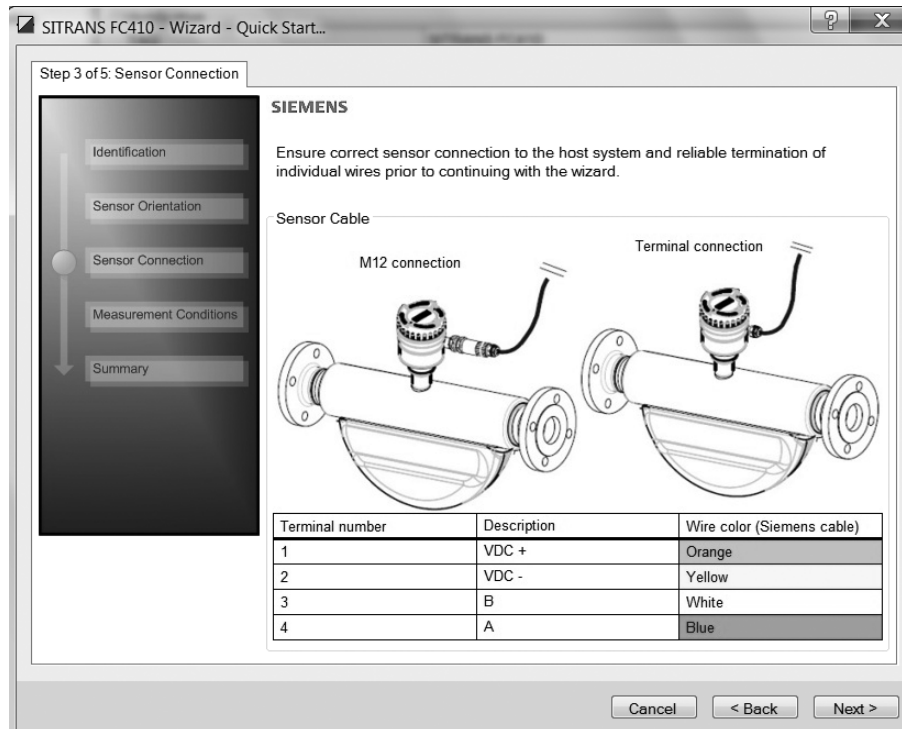 SITRANS FC410 - Wizard - Quick Start...
Step 3 of 5: Sensor Connection
Identification
Sensor Orientation
Sensor Connection
Measurement Conditions
Summary
SIEMENS
Ensure correct sensor connection to the host system and reliable termination of
individual wires prior to continuing with the wizard.
Sensor Cable
M12 connection
Terminal connection
Terminal number Description Wire color (Siemens cable)
1 VDC + Orange
2 VDC - Yellow
3 B White
4 A Blue
Cancel < Back Next >